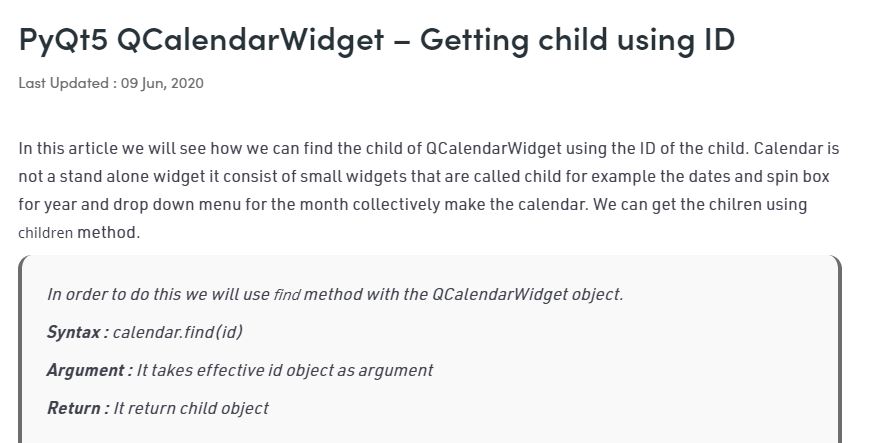 PyQt5 QCalendarWidget – Getting child using ID
Last Updated : 09 Jun, 2020
In this article we will see how we can find the child of QCalendarWidget using the ID of the child. Calendar is
not a stand alone widget it consist of small widgets that are called child for example the dates and spin box
for year and drop down menu for the month collectively make the calendar. We can get the chilren using
children method.
In order to do this we will use find method with the QCalendarWidget object.
Syntax : calendar.find(id)
Argument : It takes effective id object as argument
Return : It return child object